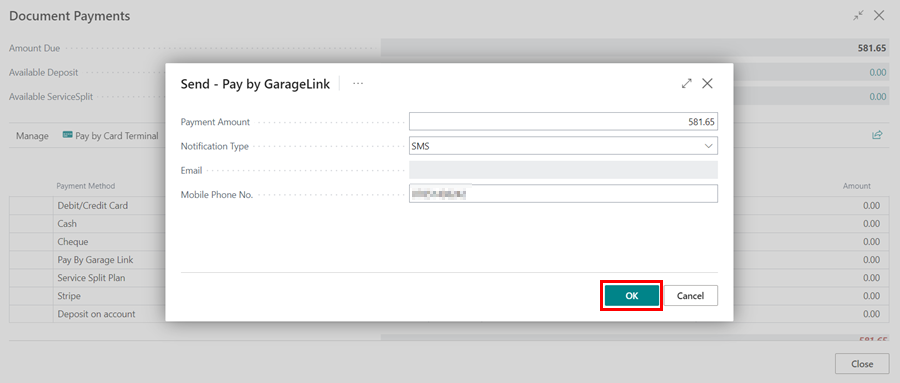 Document Payments
Amount Due 581.65
Available Deposit 0.00
Available ServiceSplit 0.00
Manage Pay by Card Terminal
Payment Method Amount
Debit/Credit Card 0.00
Cash 0.00
Cheque 0.00
Pay By Garage Link 0.00
Service Split Plan 0.00
Stripe 0.00
Deposit on account 0.00
581.65
Close
Send - Pay by GarageLink ...
Payment Amount 581.65
Notification Type SMS
Email
Mobile Phone No.
OK Cancel